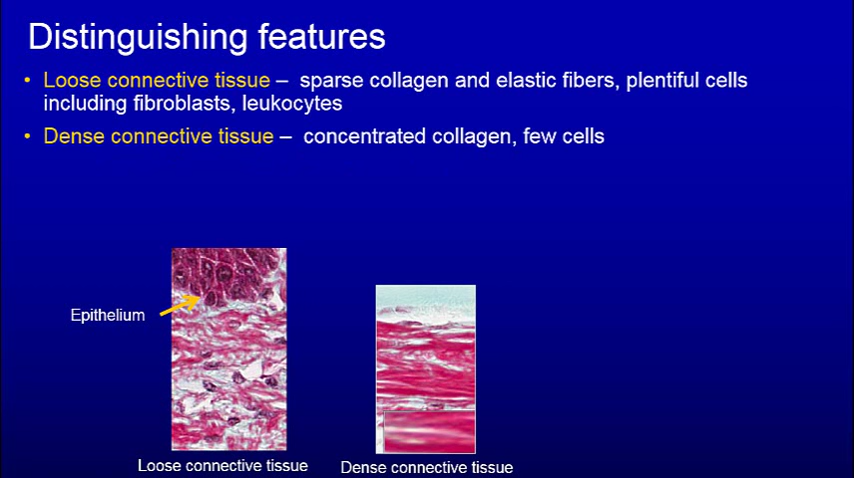 Distinguishing features
• Loose connective tissue – sparse collagen and elastic fibers, plentiful cells
including fibroblasts, leukocytes
• Dense connective tissue – concentrated collagen, few cells
Epithelium
Loose connective tissue
Dense connective tissue